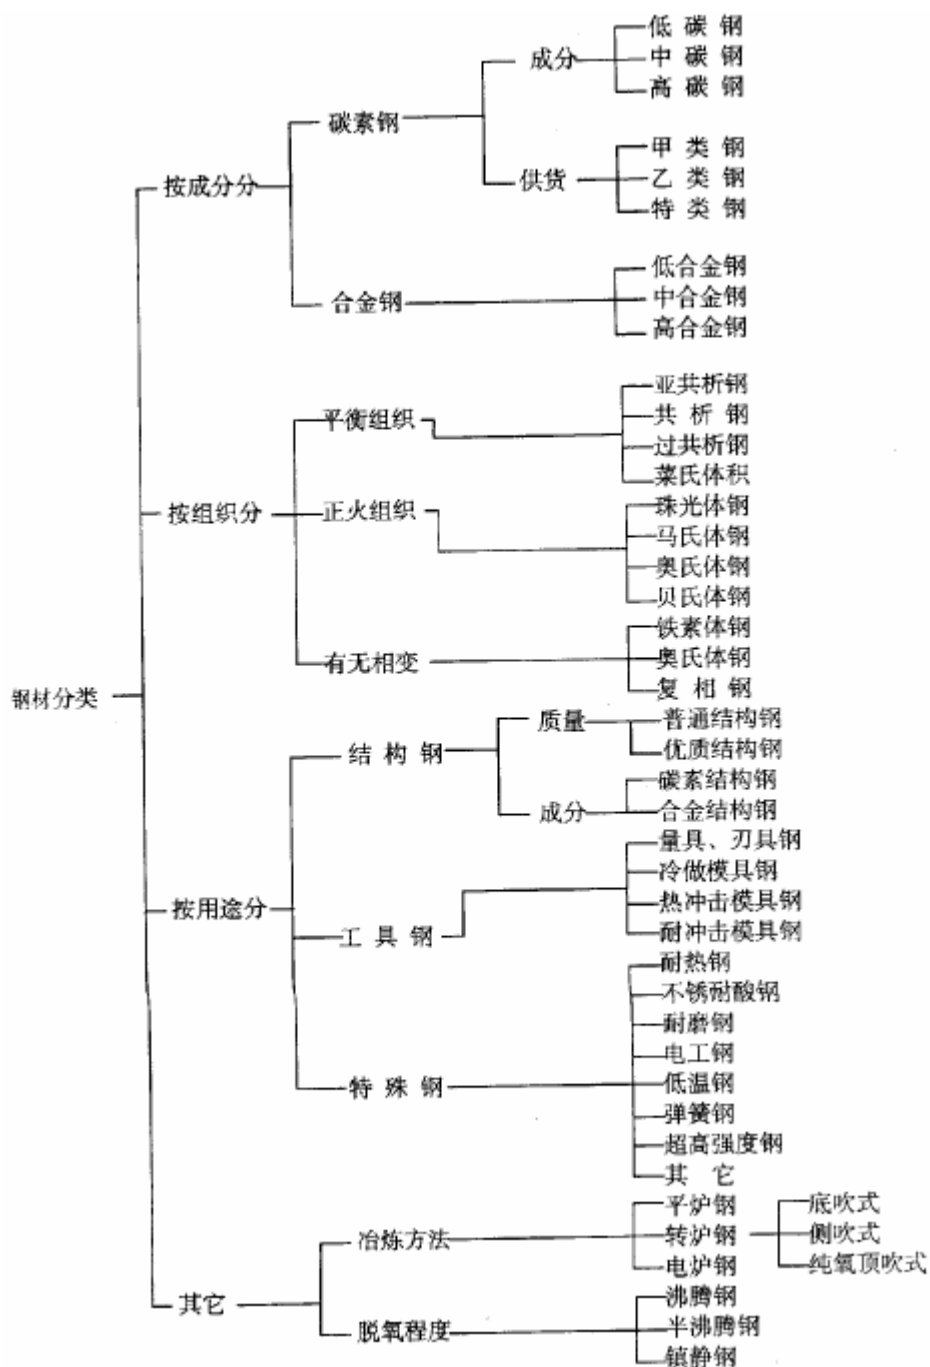 低碳钢
成分
中碳钢
高碳钢
碳素钢
甲类钢
按成分分
供货
乙类钢
特类钢
低合金钢
合金钢
中合金钢
高合金钢
亚共析钢
平衡组织
共析钢
过共析钢
菜氏体积
按组织分
正火组织
珠光体钢
马氏体钢
奥氏体钢
贝氏体钢
铁素体钢
有无相变
奥氏体钢
复相钢
钢材分类
质量
普通结构钢
结构钢
优质结构钢
碳素结构钢
成分
合金结构钢
量具、刃具钢
冷做模具钢
按用途分
热冲击模具钢
工具钢
耐冲击模具钢
耐热钢
不锈耐酸钢
耐磨钢
电工钢
特殊钢
低温钢
弹簧钢
超高强度钢
其它
平炉钢
底吹式
冶炼方法
转炉钢
侧吹式
电炉钢
纯氧顶吹式
其它
沸腾钢
脱氧程度
半沸腾钢
镇静钢